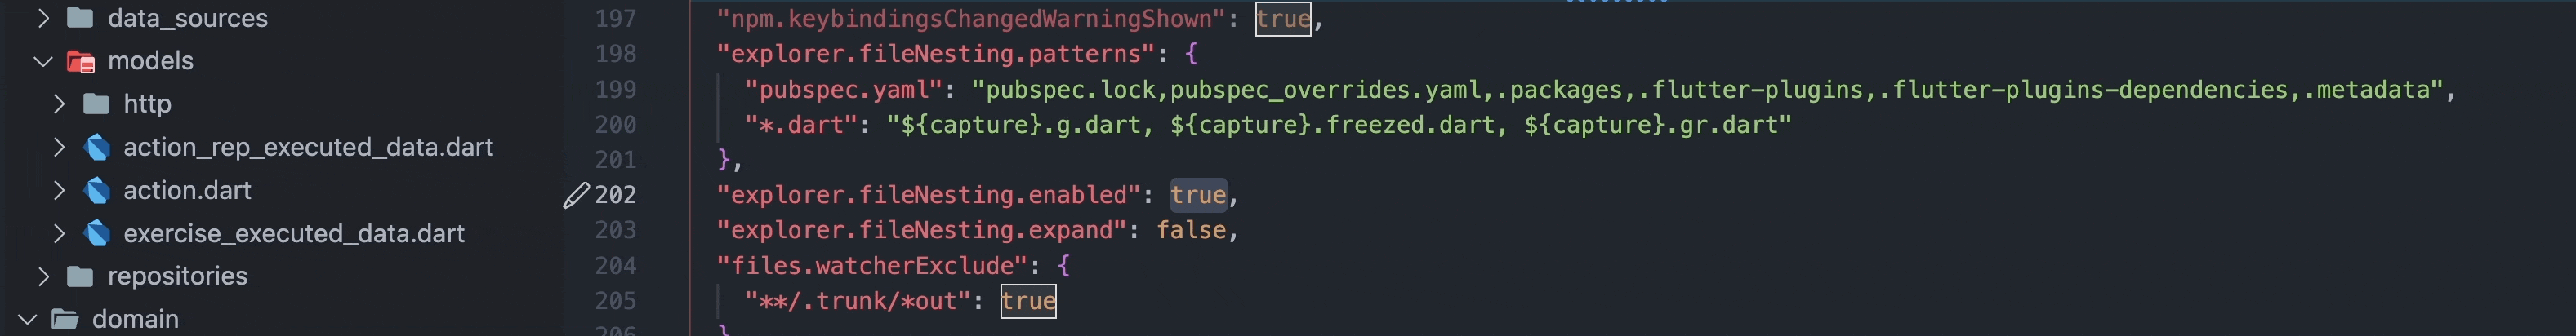 data_sources
models
http
action_rep_executed_data.dart
action.dart
exercise_executed_data.dart
repositories
domain
197 "npm.keybindingsChangedWarningShown": true,
198 "explorer.fileNesting.patterns": {
199 "pubspec.yaml": "pubspec.lock,pubspec_overrides.yaml,.packages,.flutter-plugins,.flutter-plugins-dependencies,.metadata",
200 "*.dart": "${capture}.g.dart, ${capture}.freezed.dart, ${capture}.gr.dart"
201 },
202 "explorer.fileNesting.enabled": true,
203 "explorer.fileNesting.expand": false,
204 "files.watcherExclude": {
205 "**/.trunk/*out": true
206 }